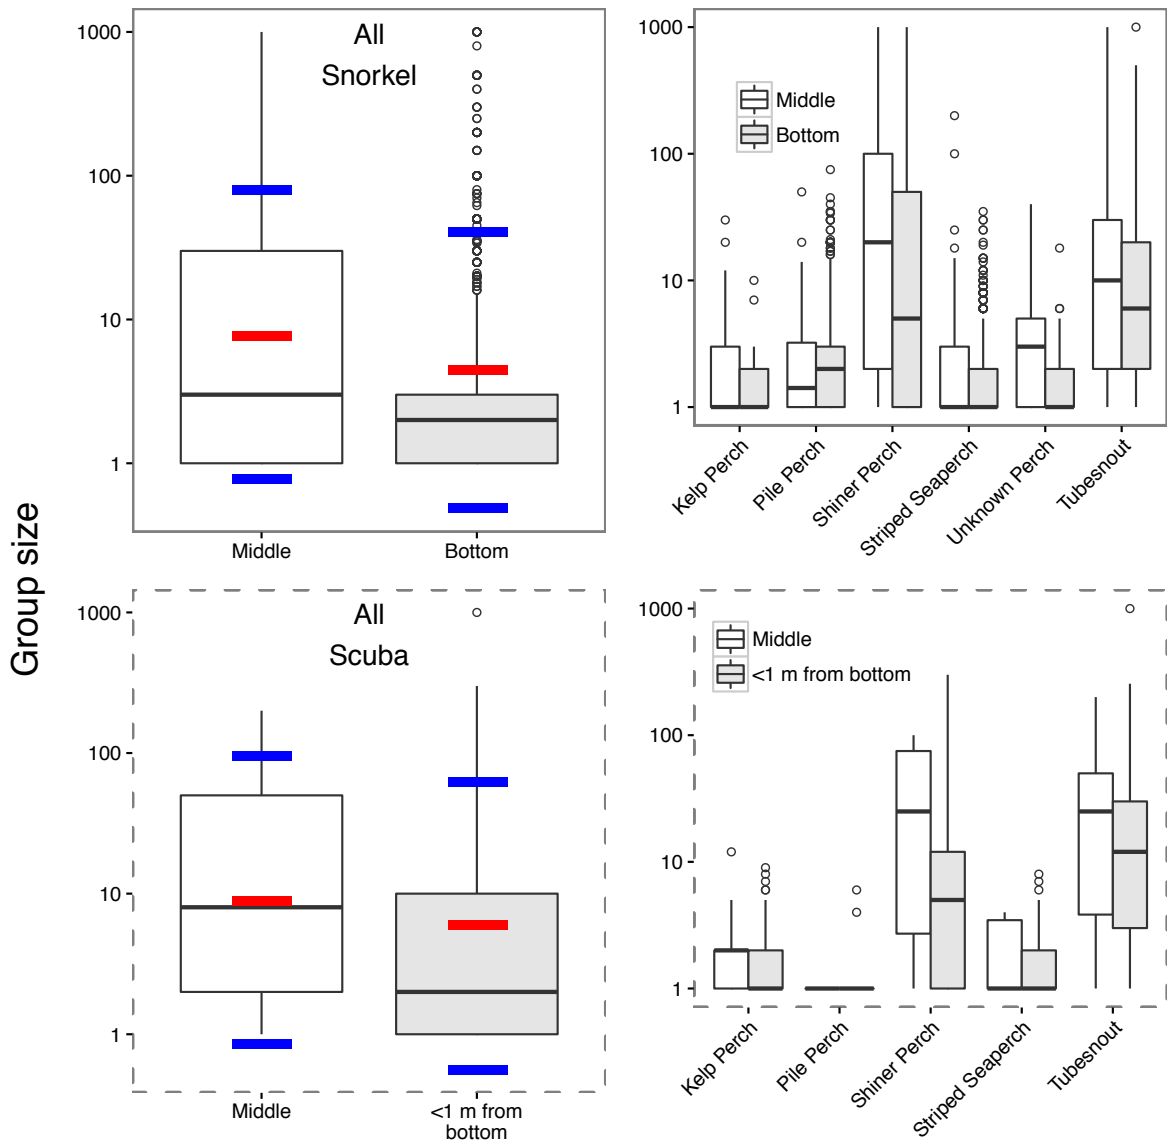 Group size
All
Snorkel
1000
100
10
1
Middle
Bottom
1000
100
10
1
Middle
Bottom
Kelp Perch
Pile Perch
Shiner Perch
Striped Seaperch
Unknown Perch
Tubesnout
All
Scuba
1000
100
10
1
Middle
<1 m from
bottom
1000
100
10
1
Middle
<1 m from bottom
Kelp Perch
Pile Perch
Shiner Perch
Striped Seaperch
Tubesnout